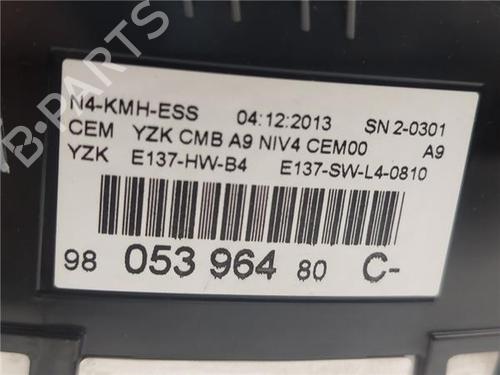 N4-KMH-ESS 04:12:2013 SN 2-0301
CEM YZK CMB A9 NIV4 CEM00 A9
YZK E137-HW-B4 E137-SW-L4-0810
98 053 964 80 C-